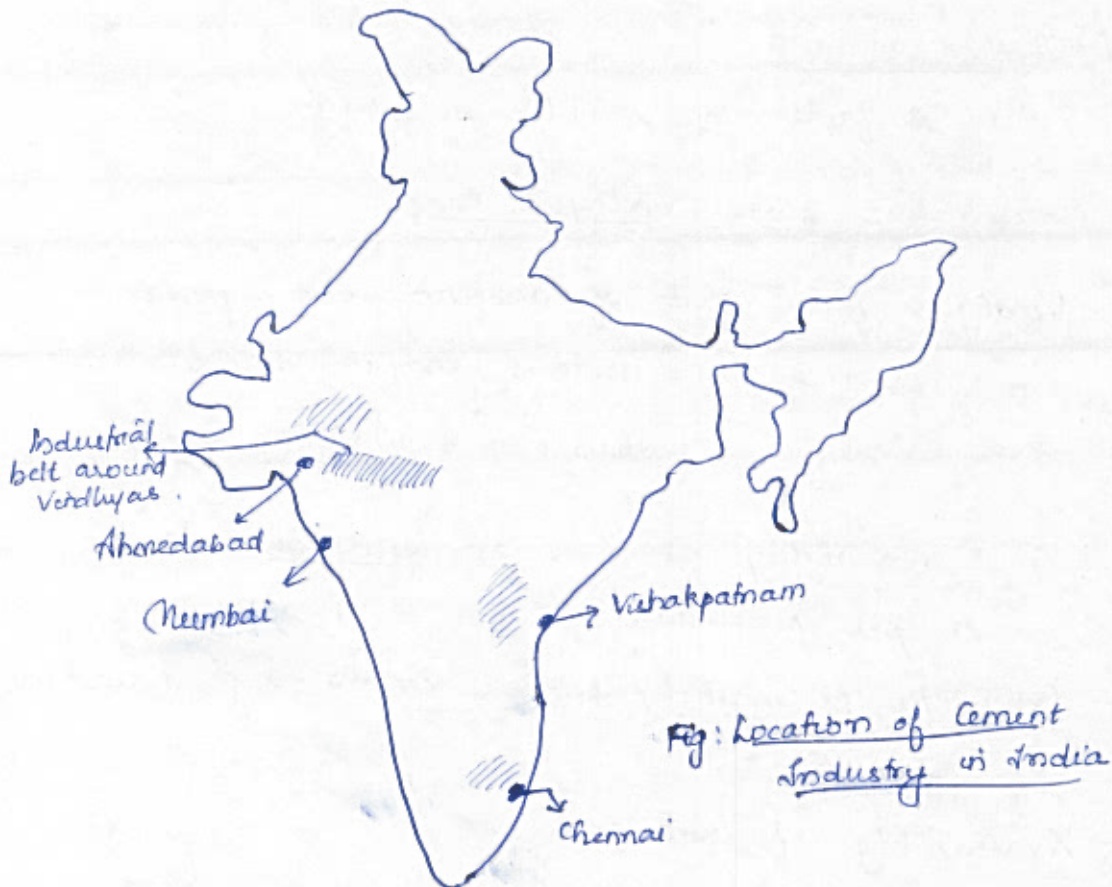 Industrial
belt around
Vindhyas.
Ahmedabad
Mumbai
Vishakpatnam
Chennai
Fig: Location of Cement
Industry in India